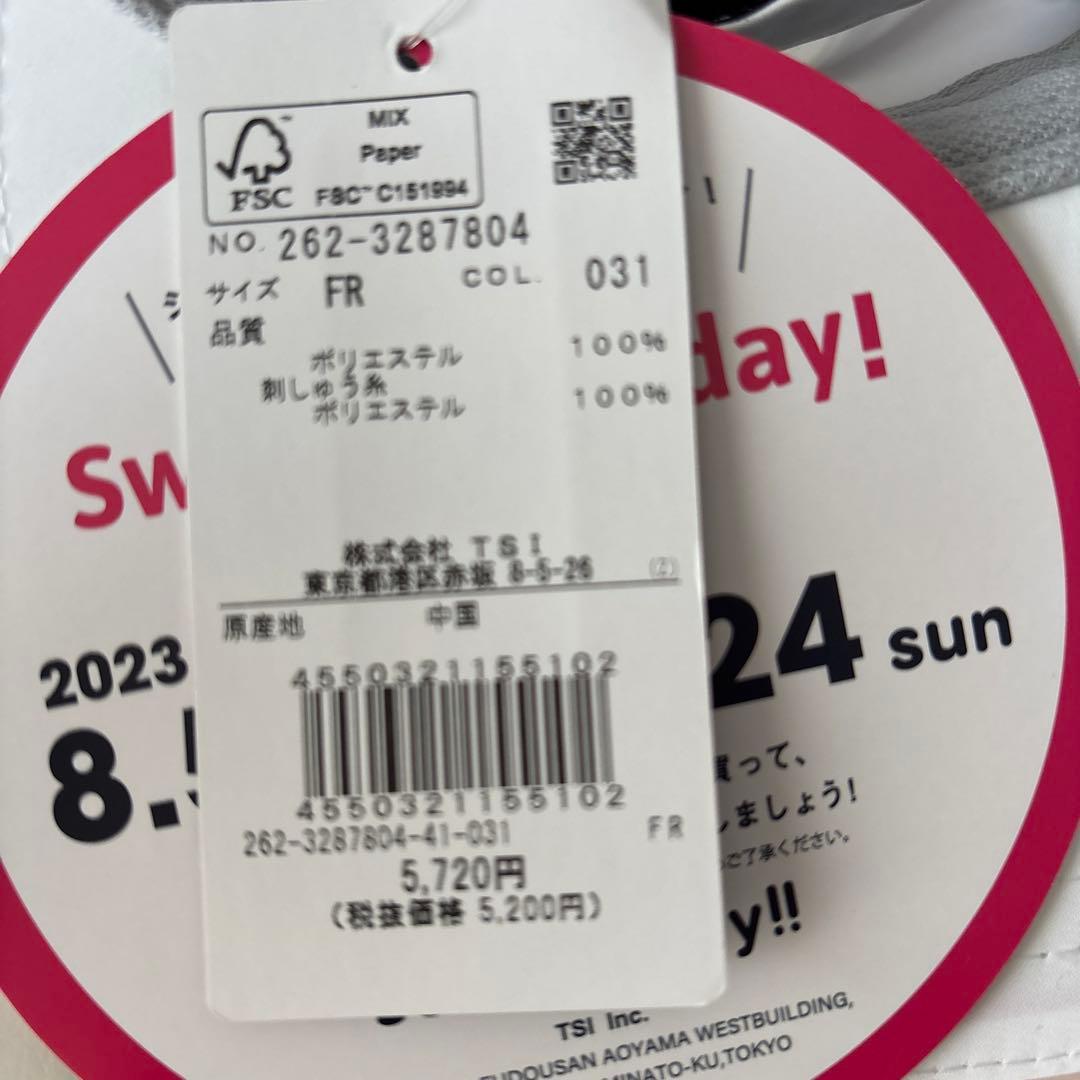 MIX
Paper
FSC™
FSC™ C151994
NO. 262-3287804
サイズ FR COL. 031
品質
ポリエステル 100%
刺しゅう糸
ポリエステル 100%
株式会社 TSI
東京都港区赤坂 8-5-26
原産地 中国
4550321155102
4550321155102
262-3287804-41-031 FR
5,720円
(税抜価格 5,200円)
Sw
day!
2023
8.
24 sun
買って、
しましょう!
ご了承ください。
y!!
TSI Inc.
FUDOUSAN AOYAMA WESTBUILDING,
MINATO-KU,TOKYO